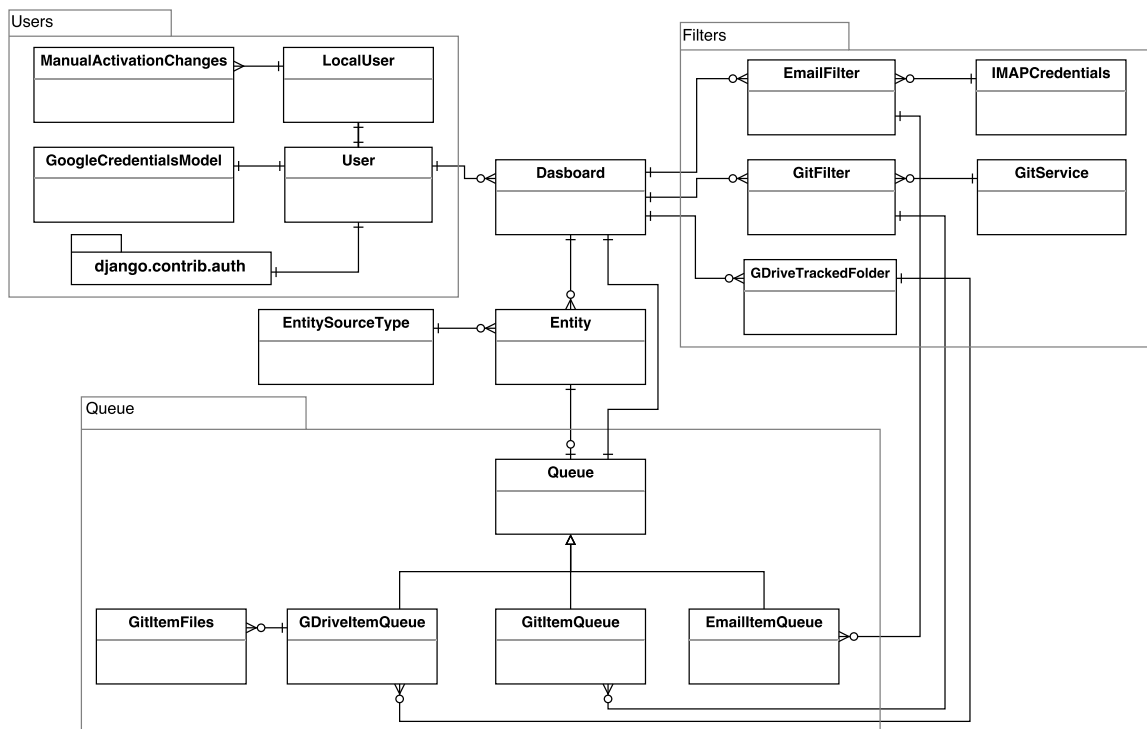 Users
Filters
ManualActivationChanges
LocalUser
EmailFilter
IMAPCredentials
GoogleCredentialsModel
User
Dasboard
GitFilter
GitService
django.contrib.auth
GDriveTrackedFolder
EntitySourceType
Entity
Queue
Queue
GitItemFiles
GDriveItemQueue
GitItemQueue
EmailItemQueue